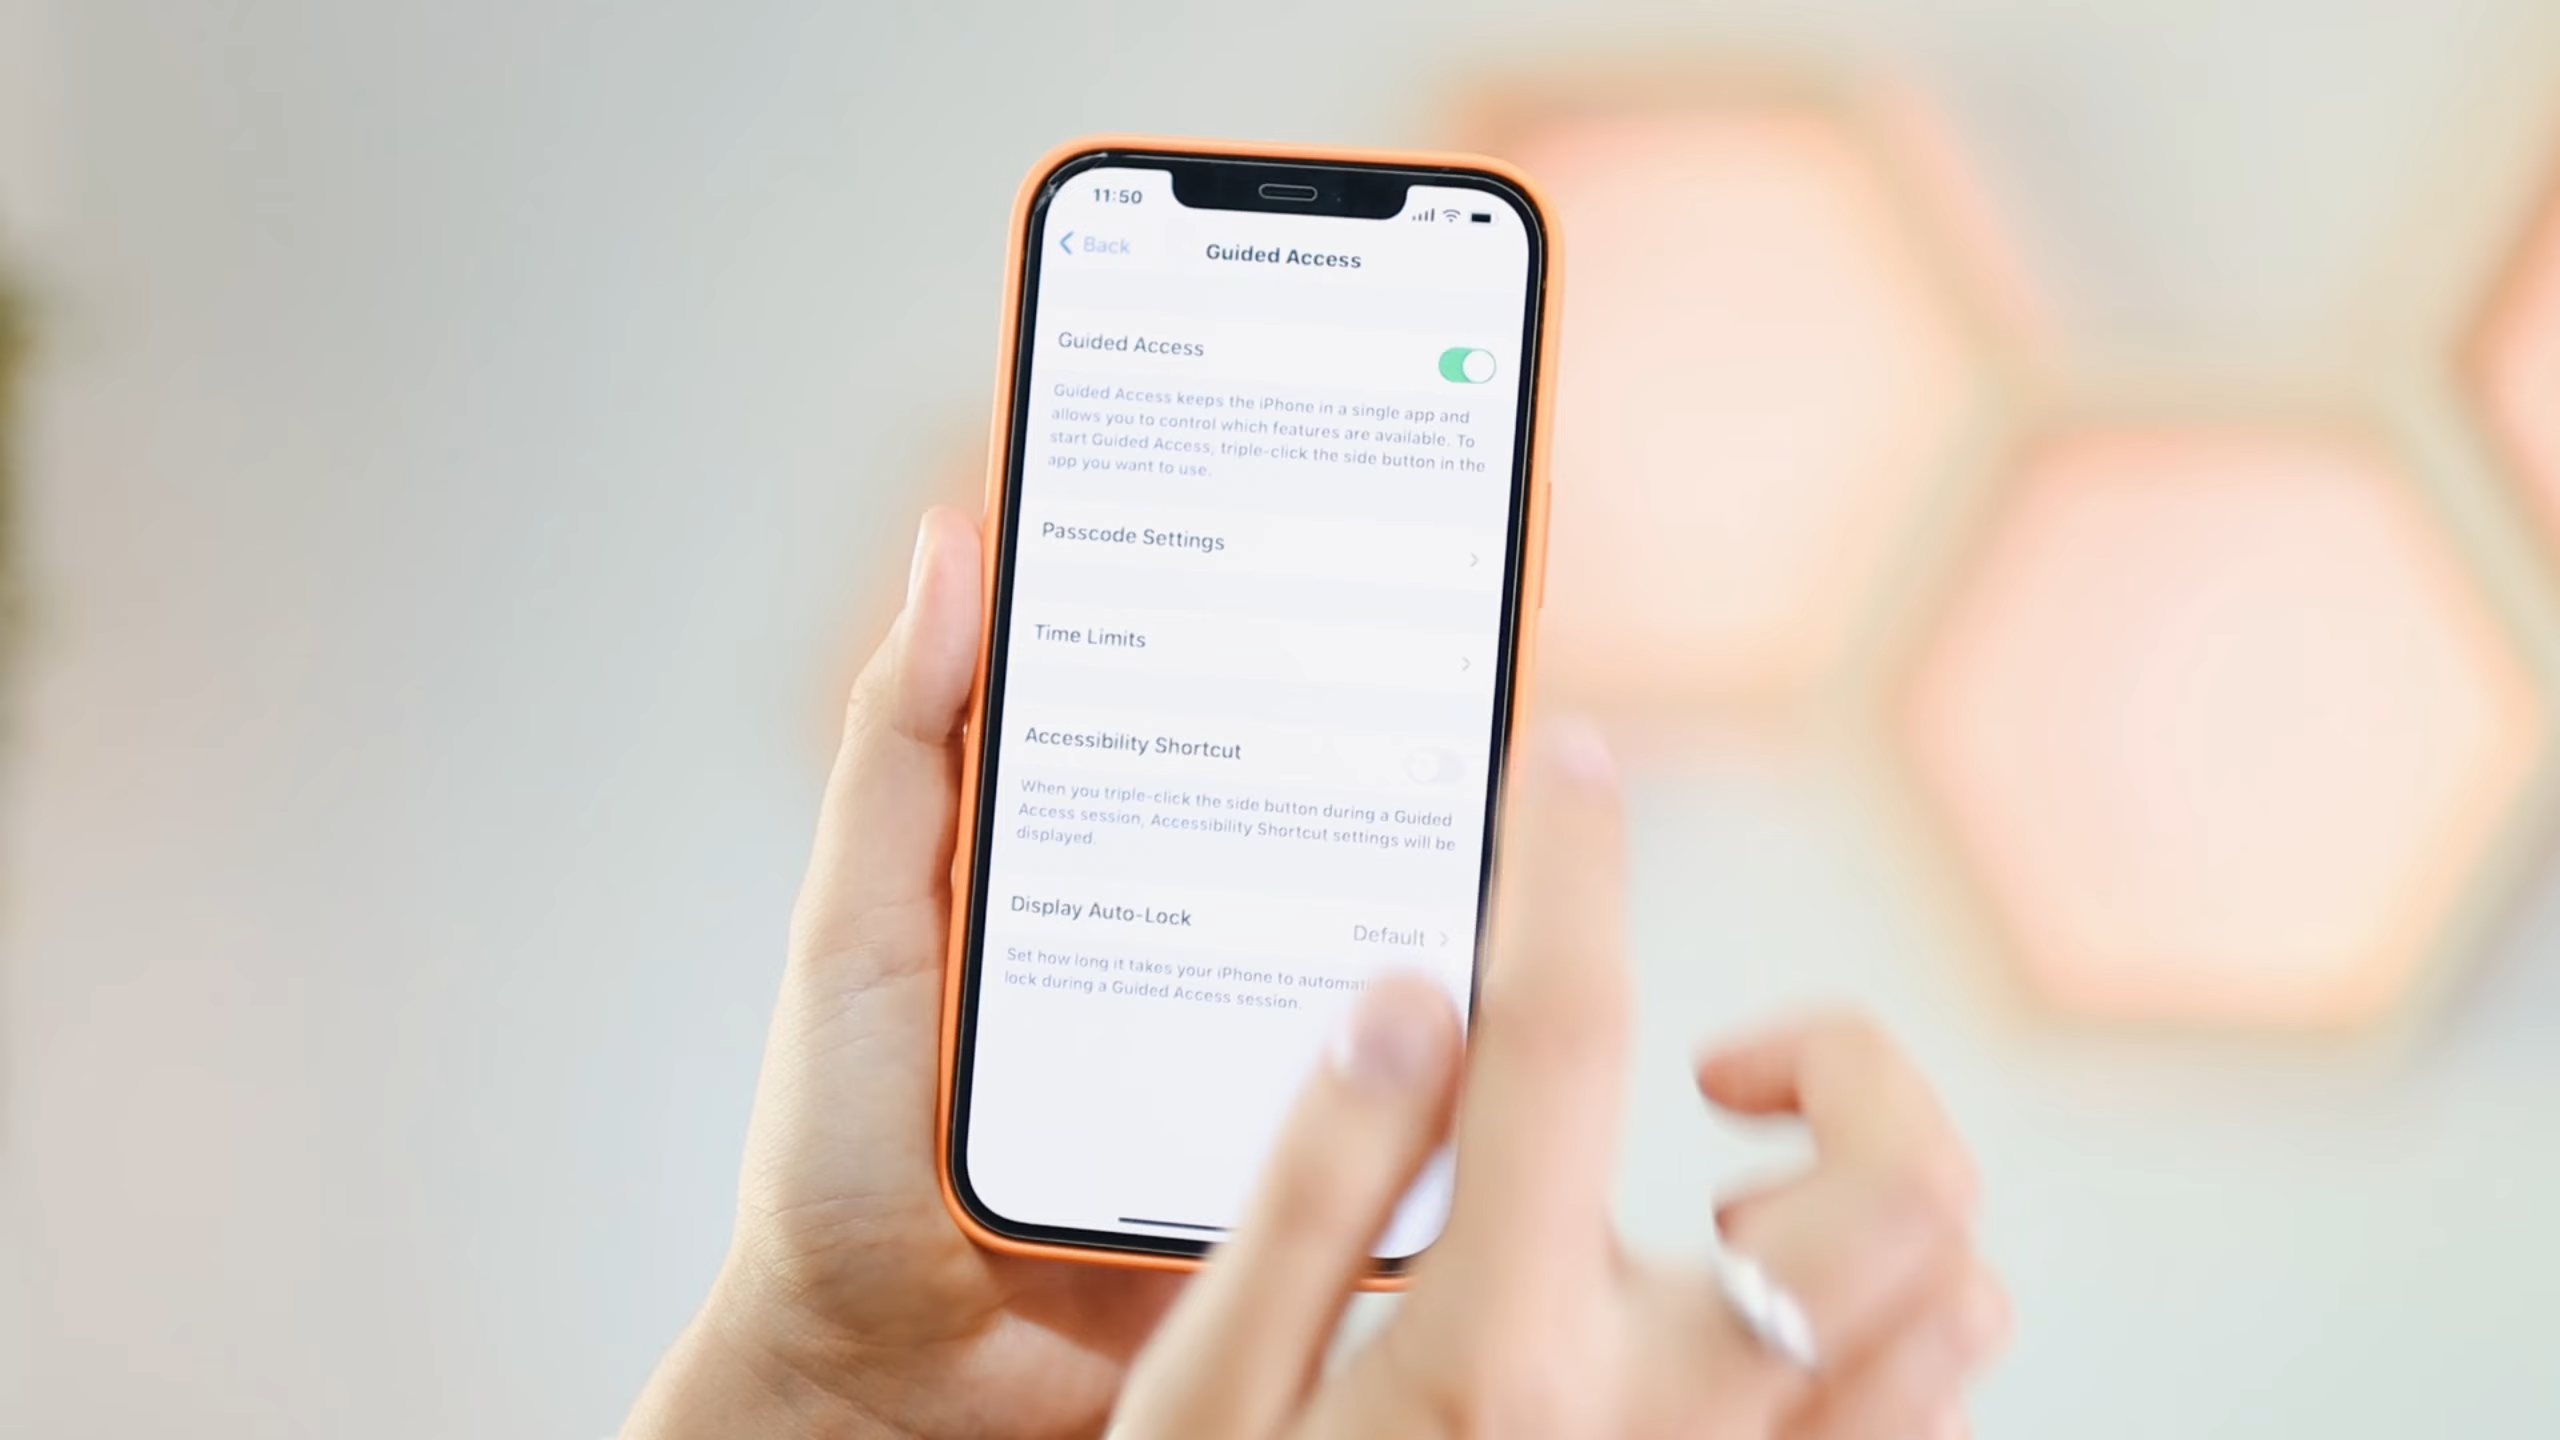 11:50
Back
Guided Access
Guided Access
Guided Access keeps the iPhone in a single app and
allows you to control which features are available. To
start Guided Access, triple-click the side button in the
app you want to use.
Passcode Settings
Time Limits
Accessibility Shortcut
When you triple-click the side button during a Guided
Access session, Accessibility Shortcut settings will be
displayed.
Display Auto-Lock
Default
Set how long it takes your iPhone to
lock during a Guided Access session.